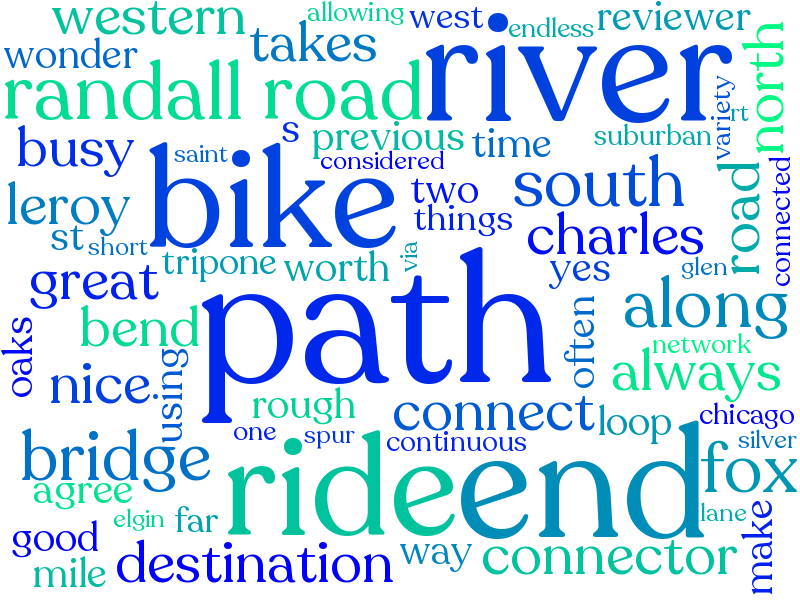 western
allowing
west
endless
reviewer
wonder
takes
river
north
randall road
variety
rt
busy
saint
s
previous
considered
time
suburban
bike
two
things
south
leroy
st
short
tripone
worth
via
charles
yes
road
connected
glen
great
path
along
oaks
bend
often
network
always
nice
using
rough
connect
loop
chicago
one
spur
continuous
silver
bridge
ride
end
fox
agree
elgin
far
lane
good
mile
destination
way
connector
make